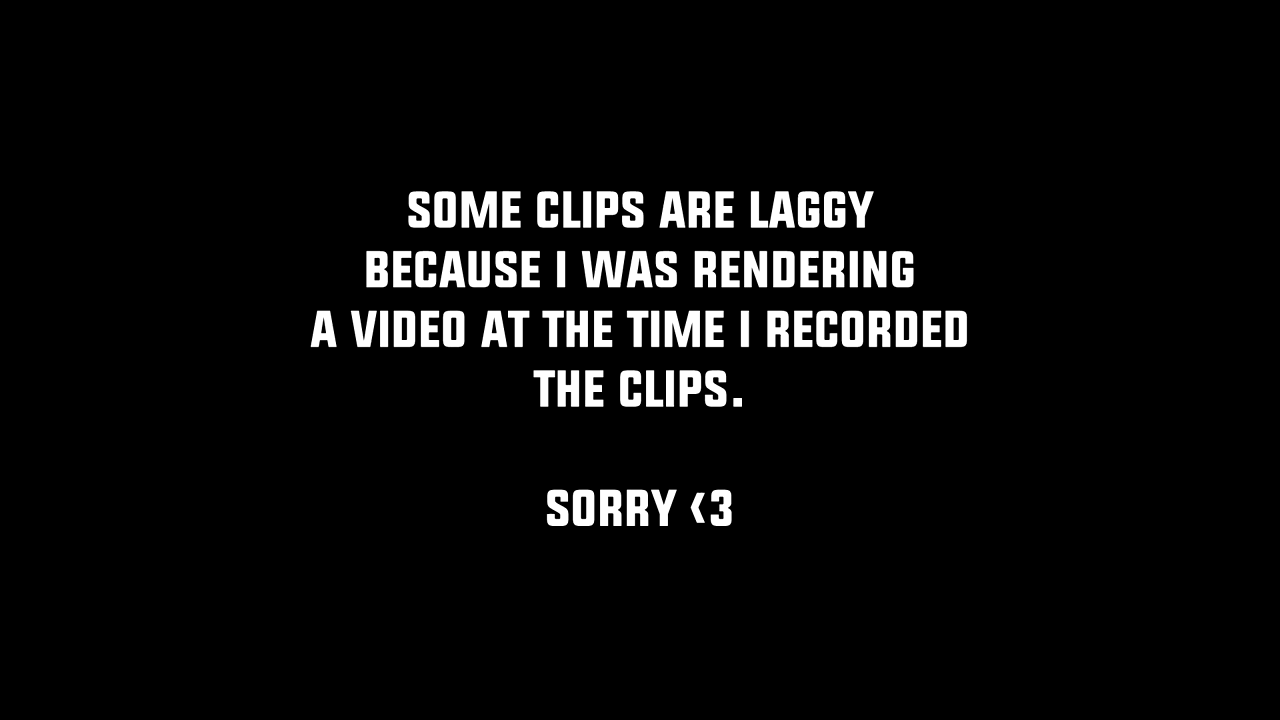 SOME CLIPS ARE LAGGY
BECAUSE I WAS RENDERING
A VIDEO AT THE TIME I RECORDED
THE CLIPS.
SORRY <3